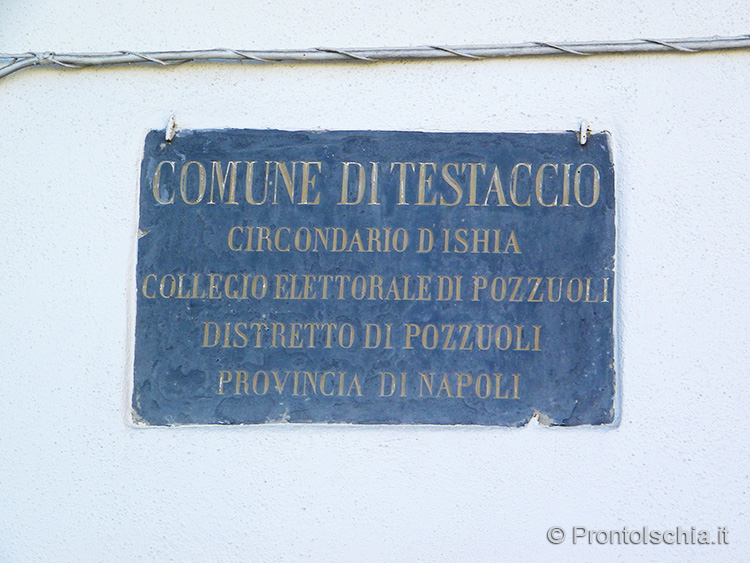 COMUNE DI TESTACCIO
CIRCONDARIO D'ISHIA
COLLEGIO ELETTORALE DI POZZUOLI
DISTRETTO DI POZZUOLI
PROVINCIA DI NAPOLI
© ProntoIschia.it